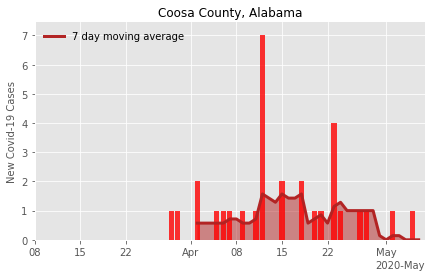 Coosa County, Alabama
7 day moving average
New Covid-19 Cases
7
6
5
4
3
2
1
0
08 15 22 Apr 08 15 22 May
2020-May